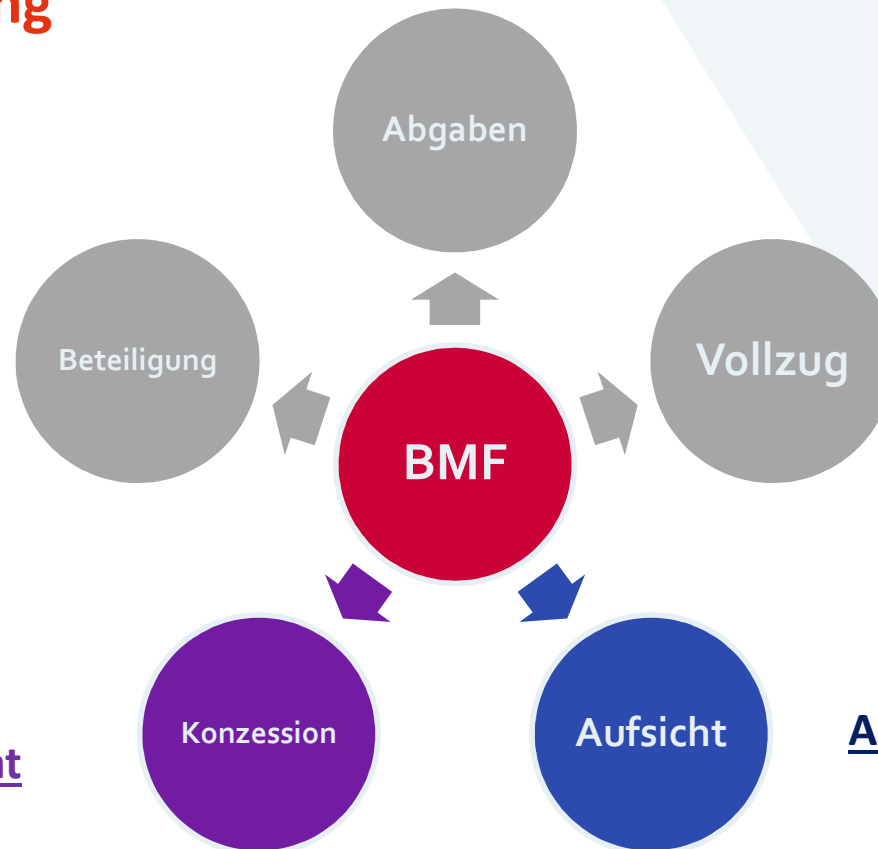 ng
Abgaben
Beteiligung
Vollzug
BMF
Konzession
Aufsicht
A
nt